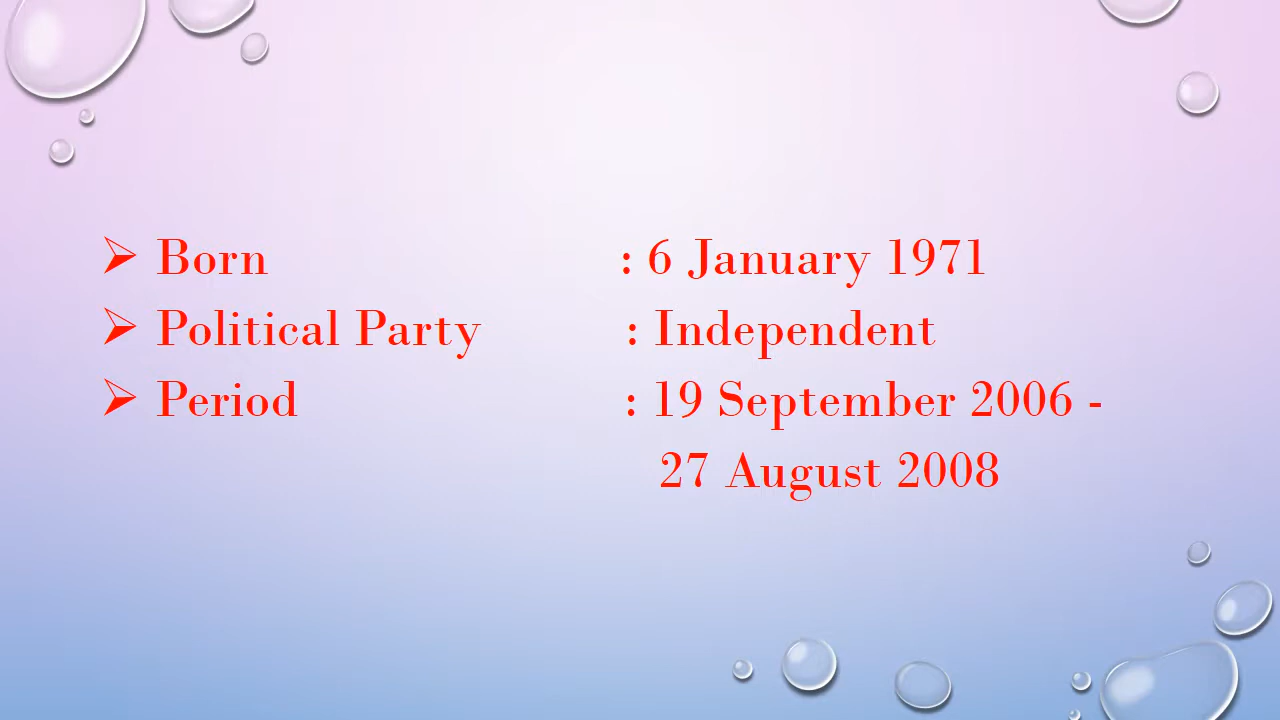 ➢ Born : 6 January 1971
➢ Political Party : Independent
➢ Period : 19 September 2006 -
27 August 2008